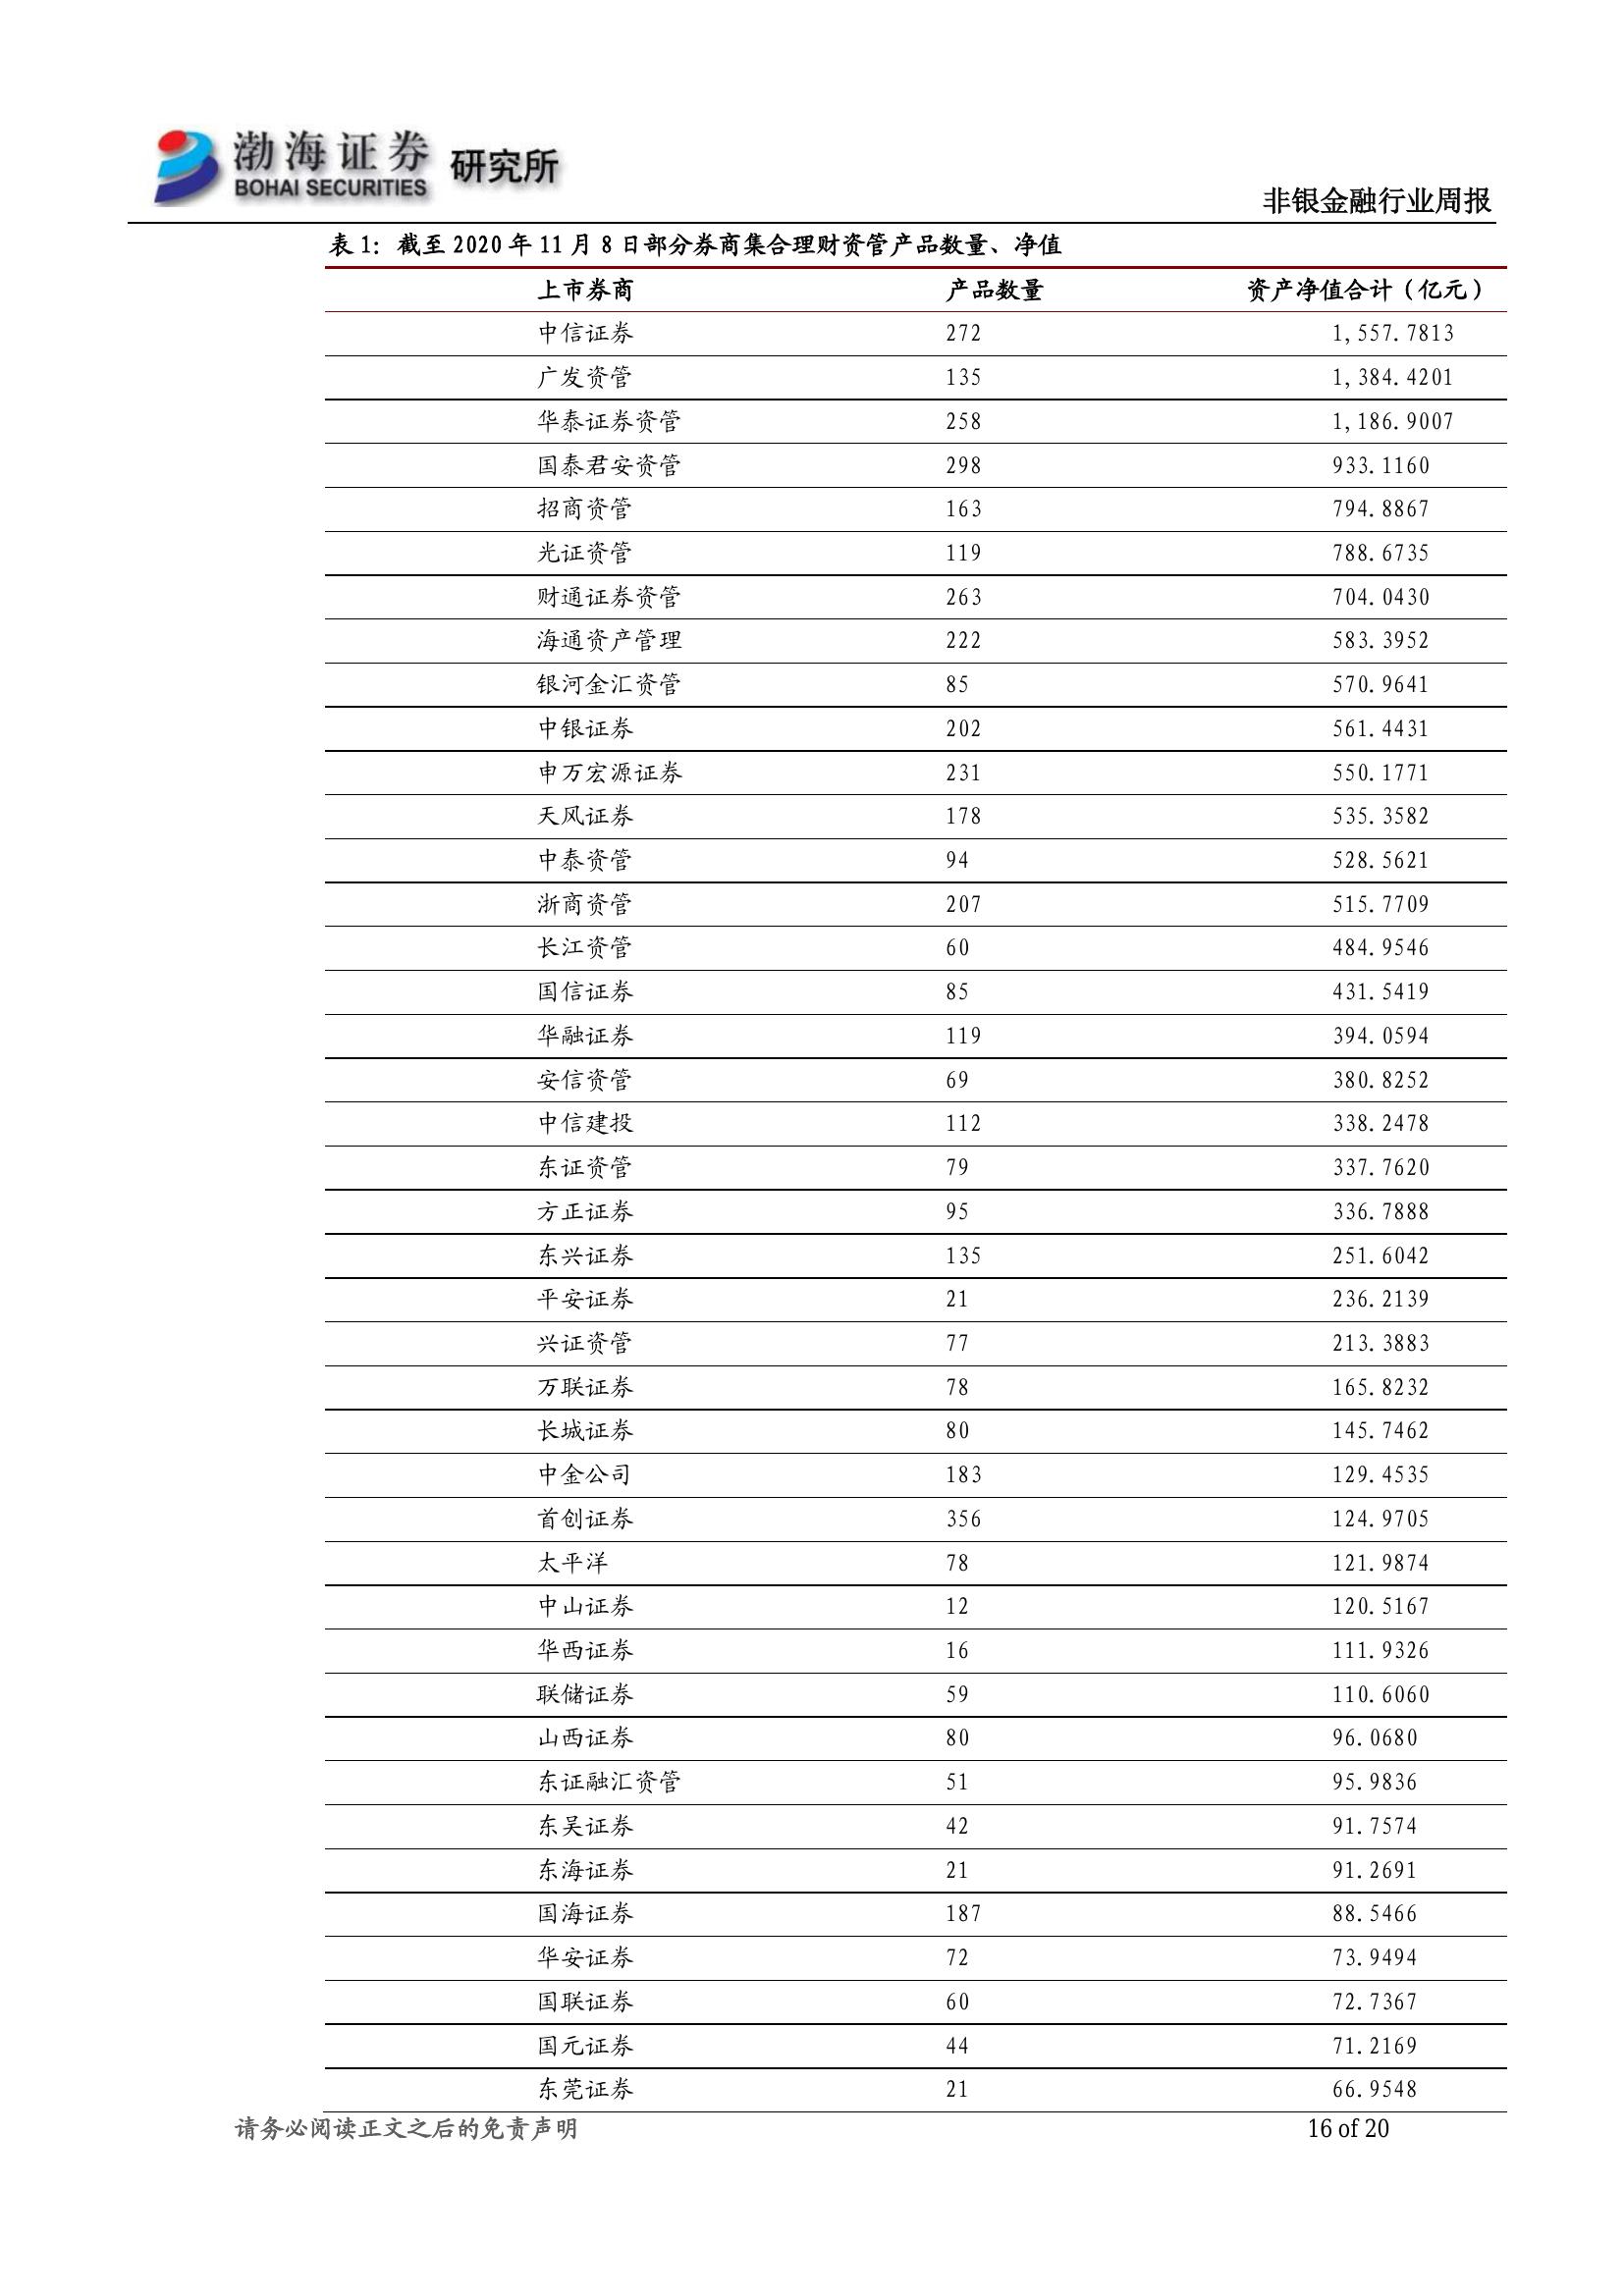 渤海证券 研究所
BOHAI SECURITIES
非银金融行业周报
表 1：截至 2020 年 11 月 8 日部分券商集合理财资管产品数量、净值
上市券商 产品数量 资产净值合计（亿元）
中信证券 272 1,557.7813
广发资管 135 1,384.4201
华泰证券资管 258 1,186.9007
国泰君安资管 298 933.1160
招商资管 163 794.8867
光证资管 119 788.6735
财通证券资管 263 704.0430
海通资产管理 222 583.3952
银河金汇资管 85 570.9641
中银证券 202 561.4431
申万宏源证券 231 550.1771
天风证券 178 535.3582
中泰资管 94 528.5621
浙商资管 207 515.7709
长江资管 60 484.9546
国信证券 85 431.5419
华融证券 119 394.0594
安信资管 69 380.8252
中信建投 112 338.2478
东证资管 79 337.7620
方正证券 95 336.7888
东兴证券 135 251.6042
平安证券 21 236.2139
兴证资管 77 213.3883
万联证券 78 165.8232
长城证券 80 145.7462
中金公司 183 129.4535
首创证券 356 124.9705
太平洋 78 121.9874
中山证券 12 120.5167
华西证券 16 111.9326
联储证券 59 110.6060
山西证券 80 96.0680
东证融汇资管 51 95.9836
东吴证券 42 91.7574
东海证券 21 91.2691
国海证券 187 88.5466
华安证券 72 73.9494
国联证券 60 72.7367
国元证券 44 71.2169
东莞证券 21 66.9548
请务必阅读正文之后的免责声明 16 of 20